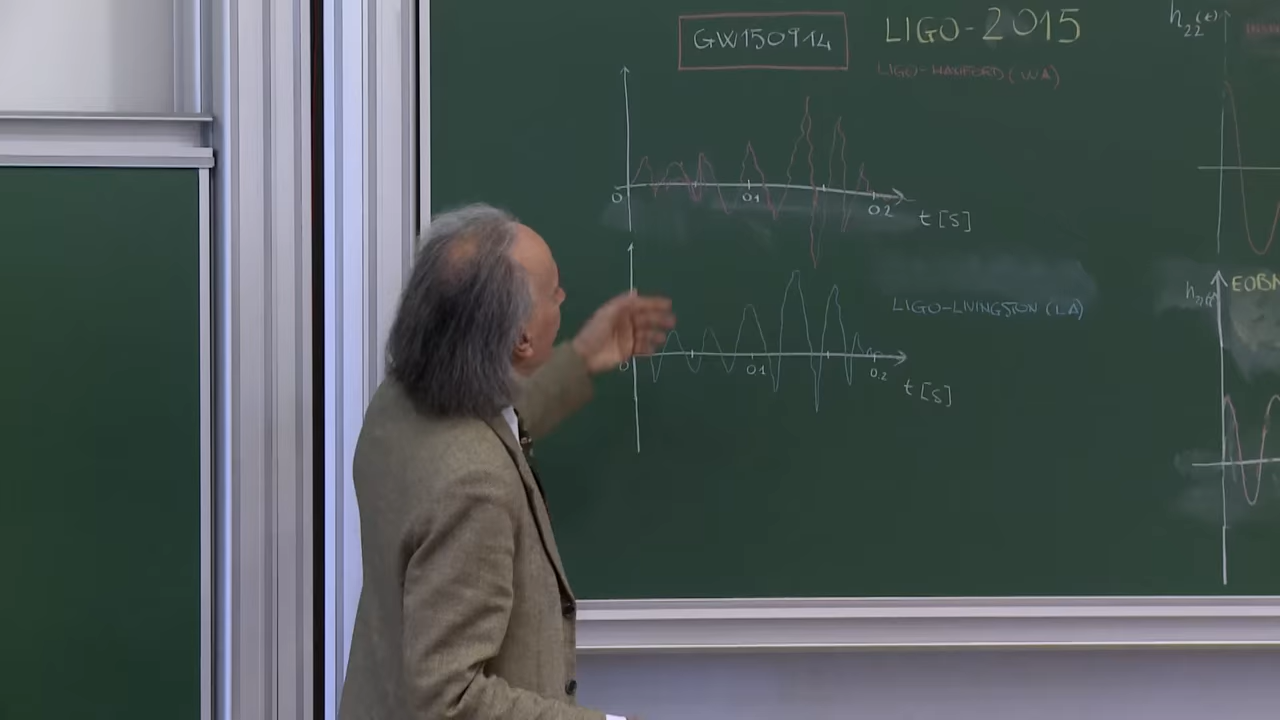 GW150914
LIGO-2015
LIGO-HANFORD (WA)
h22(t)
0
0.1
0.2
t [s]
LIGO-LIVINGSTON (LA)
0
0.1
0.2
t [s]